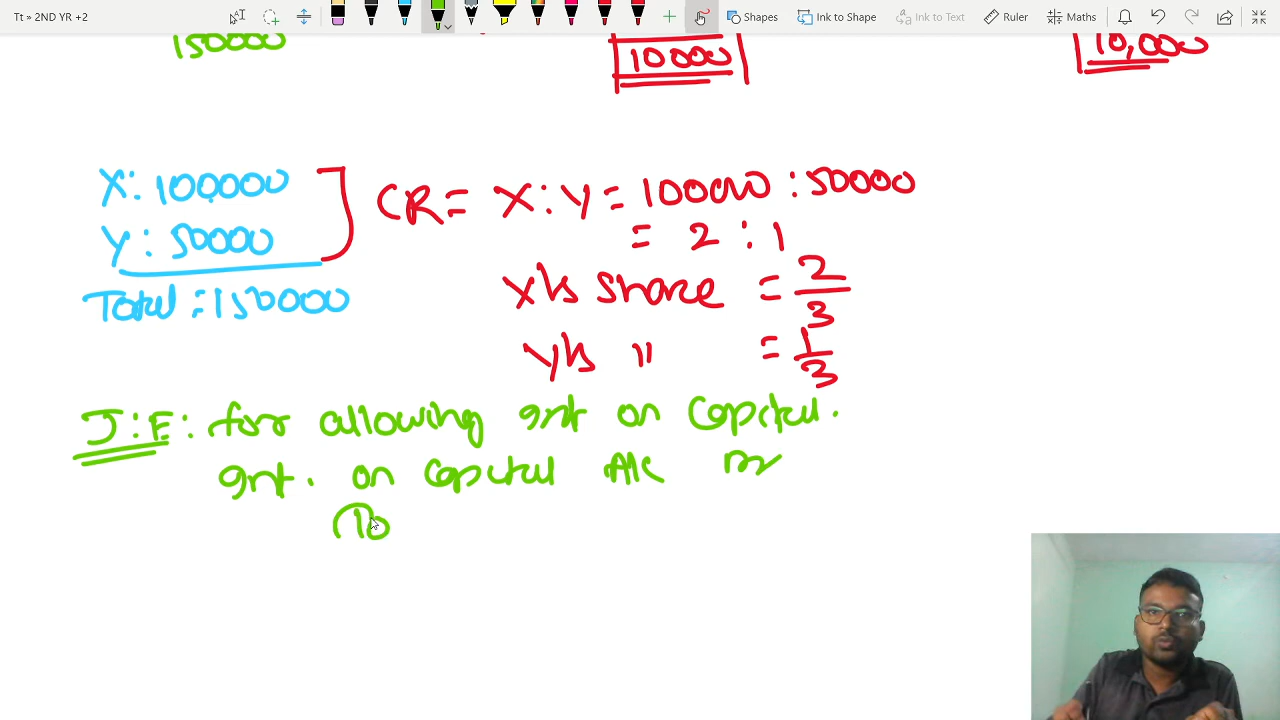 Tt » 2ND YR +2
Shapes
Ink to Shape
Ink to Text
Ruler
Maths
150000
10000
10,000
X: 100000
Y: 50000
Total :150000
CR = X:Y = 100000 : 50000
= 2 : 1
X's Share = 2/3
Y's " = 1/3
J.E: for allowing Int on Capital.
Int. on Capital A/c Dr
To